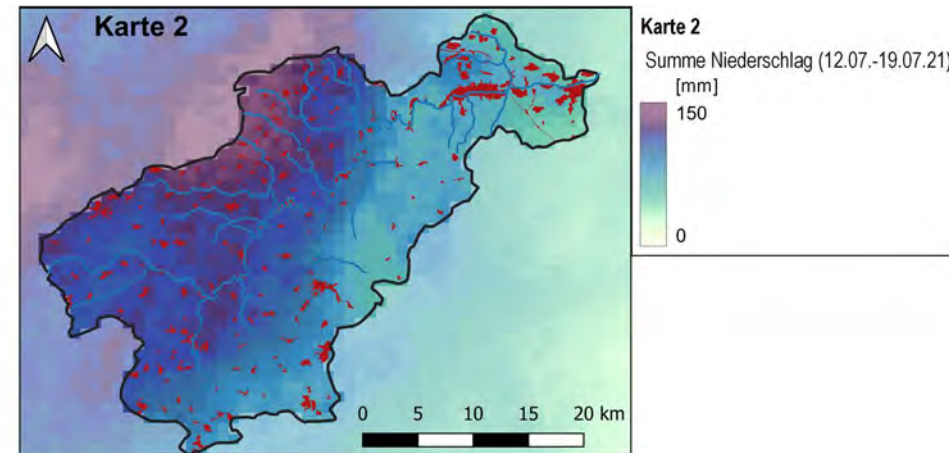 Karte 2
Karte 2
Summe Niederschlag (12.07.-19.07.21)
[mm]
150
0
0 5 10 15 20 km